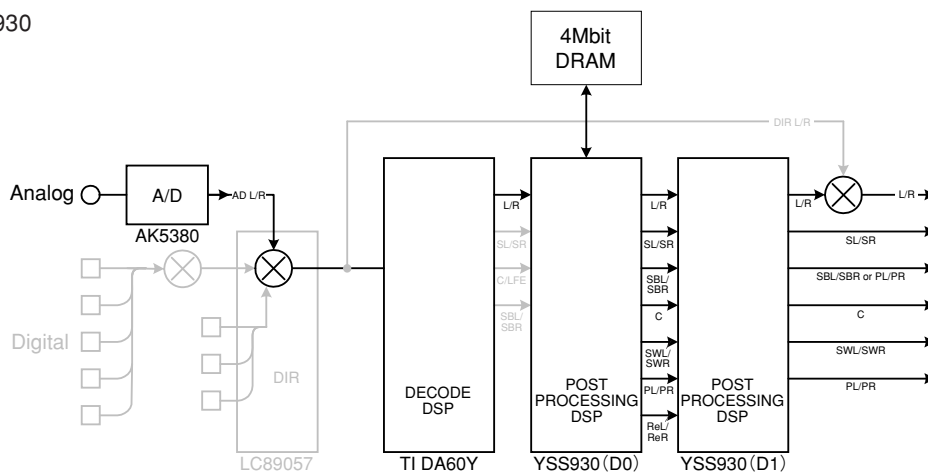 930
4Mbit
DRAM
DIR L/R
Analog
A/D
AD L/R
AK5380
L/R
L/R
L/R
L/R
SL/SR
SL/SR
SL/SR
C/LFE
SBL/
SBR
SBL/SBR or PL/PR
SBL/
SBR
C
C
Digital
SWL/
SWR
SWL/SWR
DIR
DECODE
DSP
POST
PROCESSING
DSP
PL/PR
POST
PROCESSING
DSP
PL/PR
ReL/
ReR
LC89057
TI DA60Y
YSS930(D0)
YSS930(D1)